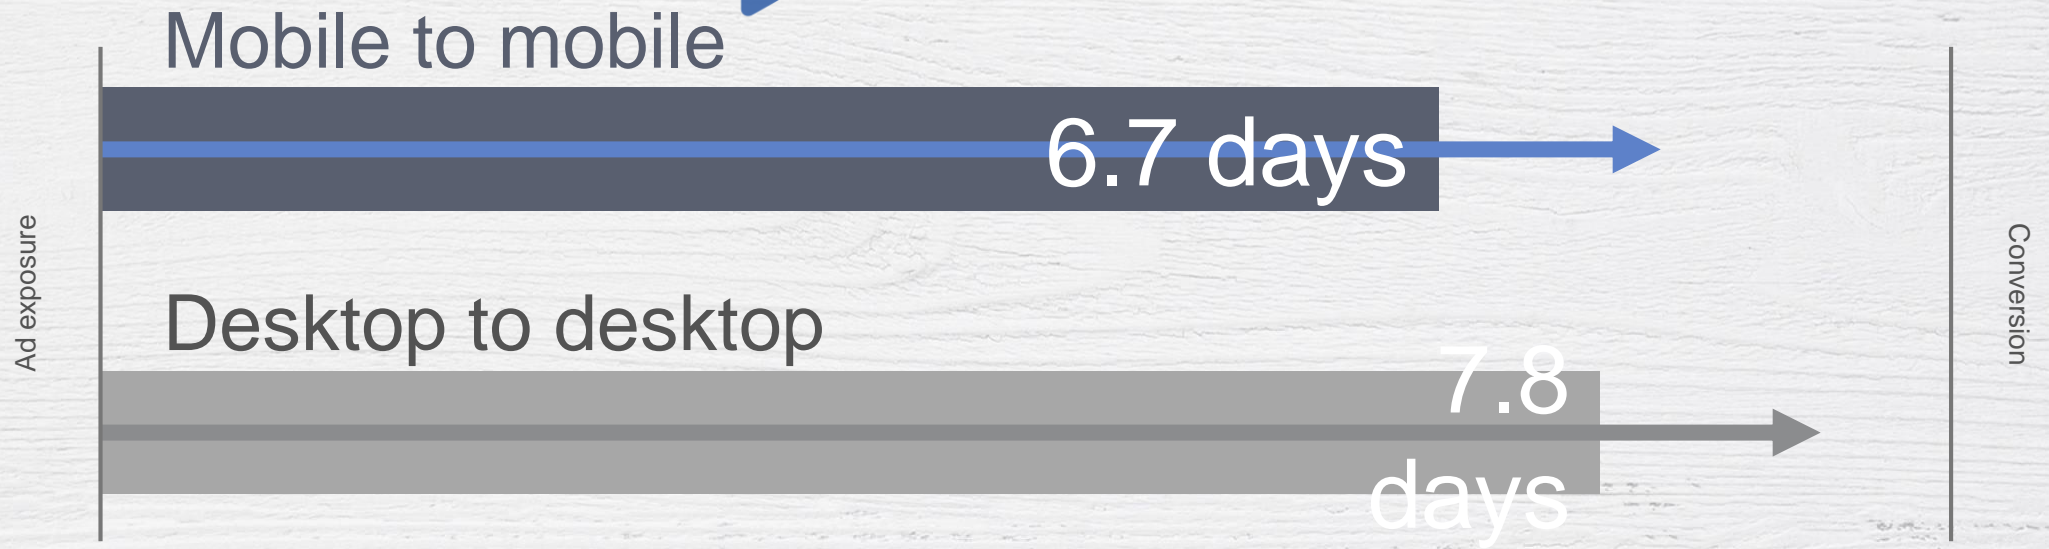 Mobile to mobile
6.7 days
Ad exposure
Conversion
Desktop to desktop
7.8
days